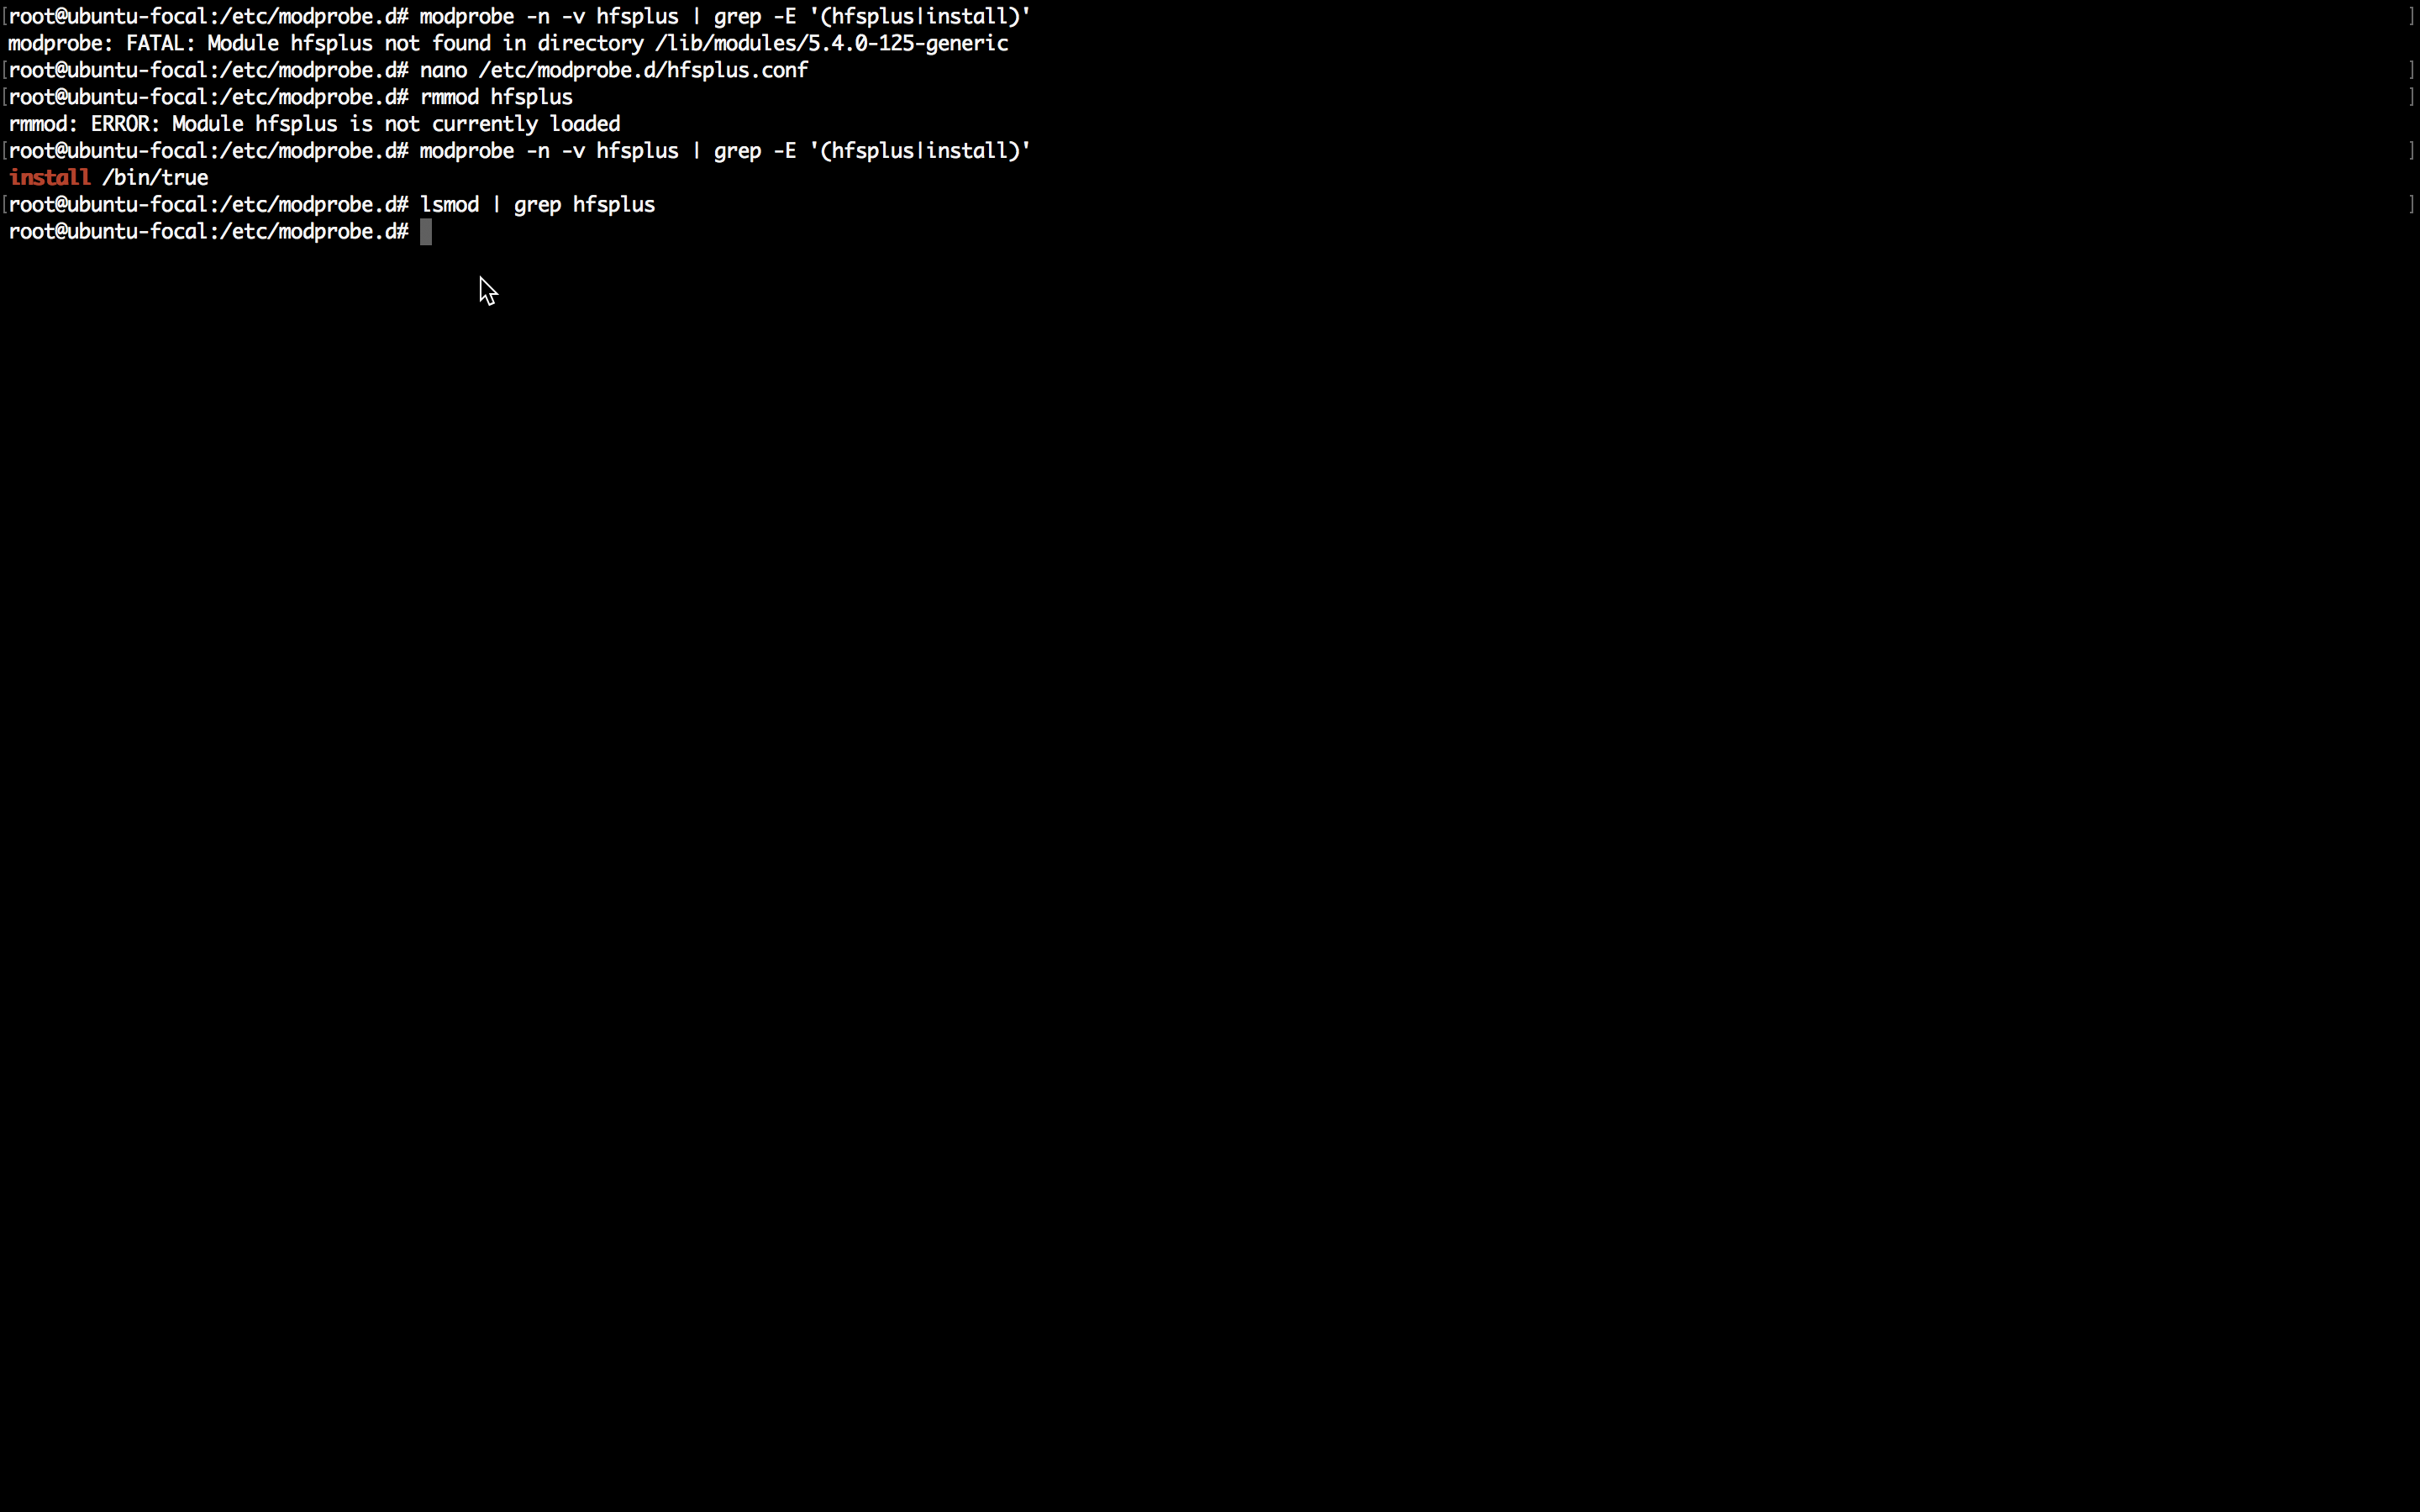 [root@ubuntu-focal:/etc/modprobe.d# modprobe -n -v hfsplus | grep -E '(hfsplus|install)' ]
modprobe: FATAL: Module hfsplus not found in directory /lib/modules/5.4.0-125-generic
[root@ubuntu-focal:/etc/modprobe.d# nano /etc/modprobe.d/hfsplus.conf ]
[root@ubuntu-focal:/etc/modprobe.d# rmmod hfsplus ]
rmmod: ERROR: Module hfsplus is not currently loaded
[root@ubuntu-focal:/etc/modprobe.d# modprobe -n -v hfsplus | grep -E '(hfsplus|install)' ]
install /bin/true
[root@ubuntu-focal:/etc/modprobe.d# lsmod | grep hfsplus ]
root@ubuntu-focal:/etc/modprobe.d#